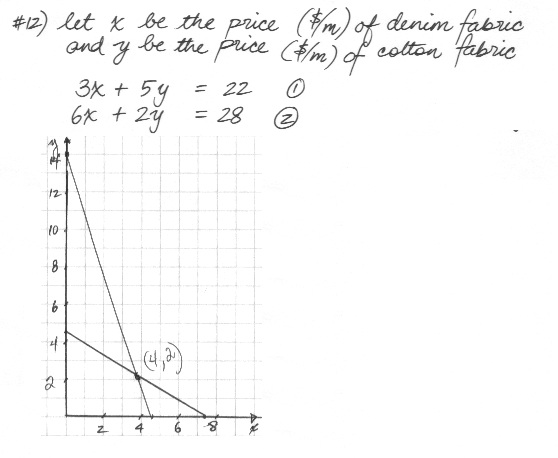 #12) let x be the price ($/m) of denim fabric
and y be the price ($/m) of cotton fabric
3x + 5y = 22 ①
6x + 2y = 28 ②
y
14
12
10
8
6
4
(4,2)
2
2 4 6 8 x